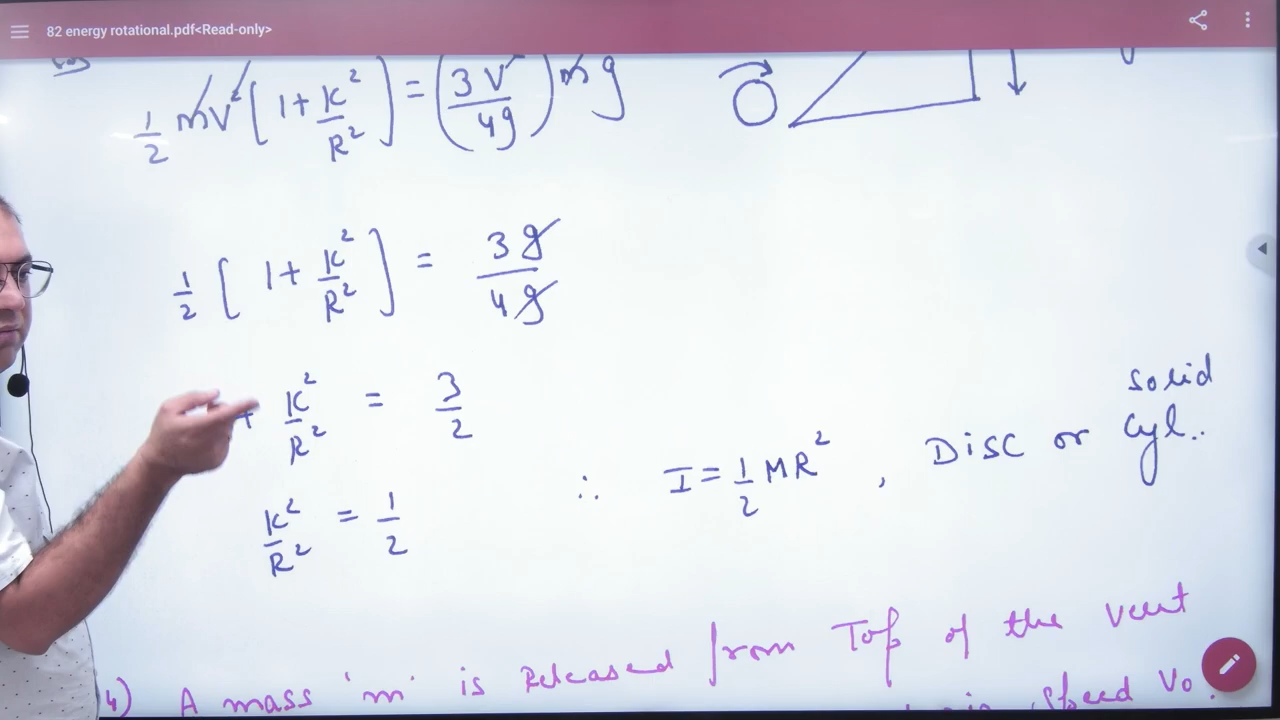 82 energy rotational.pdf<Read-only>
1/2 mv² [1 + K²/R²] = (3V²/4g) mg
1/2 [1 + K²/R²] = 3g/4g
+ K²/R² = 3/2
solid
K²/R² = 1/2 ∴ I = 1/2 MR² , Disc or Cyl..
4) A mass 'm' is Released from Top of the vert
speed Vo.